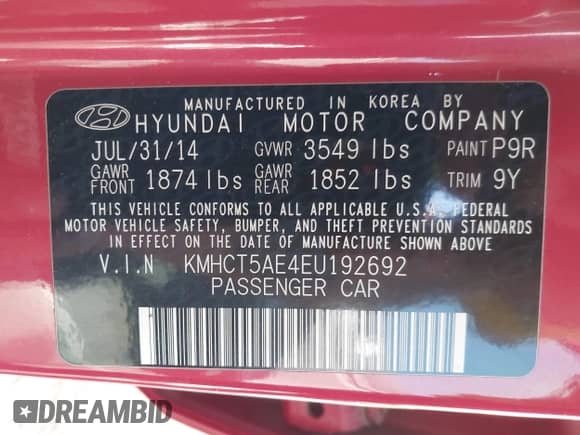 MANUFACTURED IN KOREA BY
HYUNDAI MOTOR COMPANY
JUL/31/14 GVWR 3549 lbs PAINT P9R
GAWR FRONT 1874 lbs GAWR REAR 1852 lbs TRIM 9Y
THIS VEHICLE CONFORMS TO ALL APPLICABLE U.S.A. FEDERAL
MOTOR VEHICLE SAFETY, BUMPER, AND THEFT PREVENTION STANDARDS
IN EFFECT ON THE DATE OF MANUFACTURE SHOWN ABOVE.
V.I.N KMHCT5AE4EU192692
PASSENGER CAR
DREAMBID